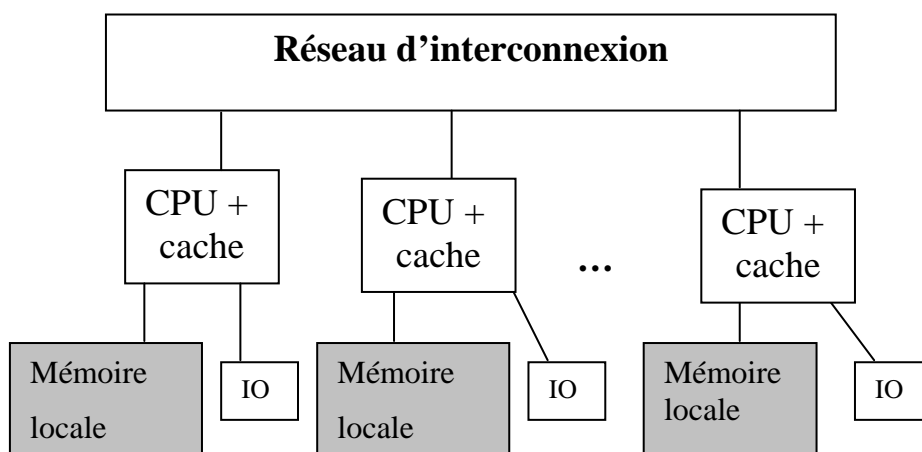 Réseau d'interconnexion
CPU +
cache
CPU +
cache
...
CPU +
cache
Mémoire
locale
IO
Mémoire
locale
IO
Mémoire
locale
IO